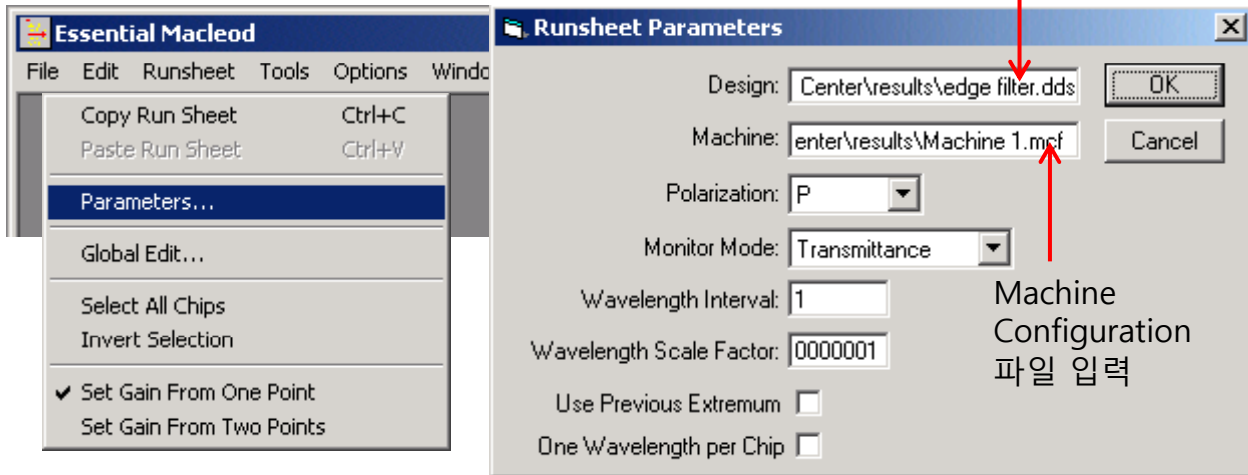 Essential Macleod
File Edit Runsheet Tools Options Windo
Copy Run Sheet Ctrl+C
Paste Run Sheet Ctrl+V
Parameters...
Global Edit...
Select All Chips
Invert Selection
Set Gain From One Point
Set Gain From Two Points
Runsheet Parameters
Design: Center\results\edge filter.dds OK
Machine: enter\results\Machine 1.mcf Cancel
Polarization: P
Monitor Mode: Transmittance
Wavelength Interval: 1
Wavelength Scale Factor: 0000001
Use Previous Extremum
One Wavelength per Chip
Machine
Configuration
파일 입력